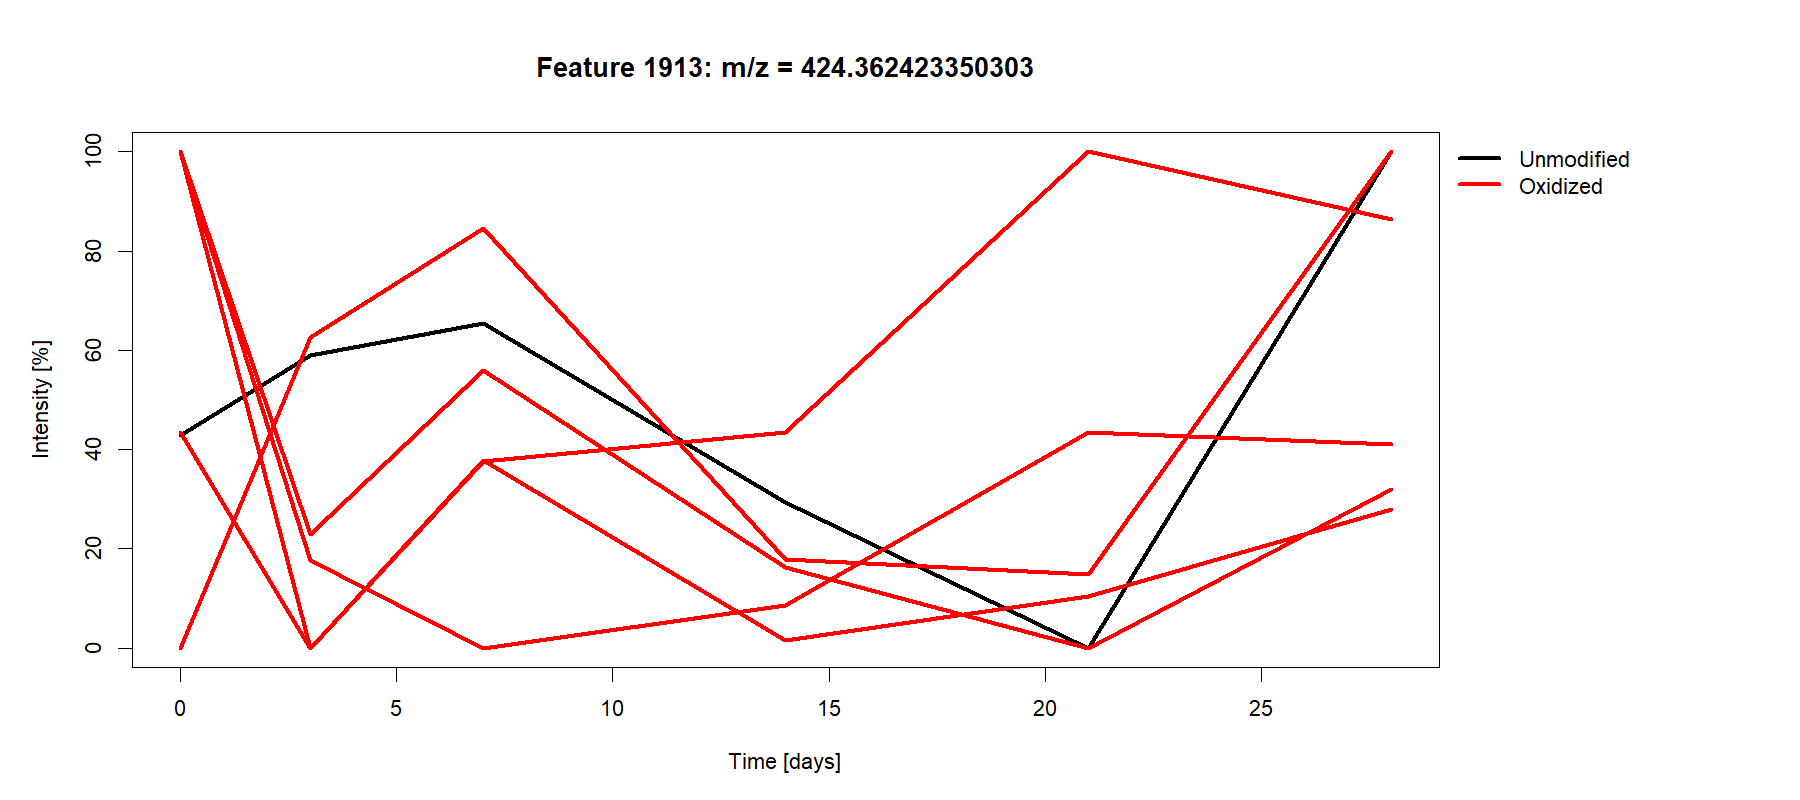 Feature 1913: m/z = 424.362423350303
Unmodified
Oxidized
Intensity [%]
100
80
60
40
20
0
0 5 10 15 20 25
Time [days]